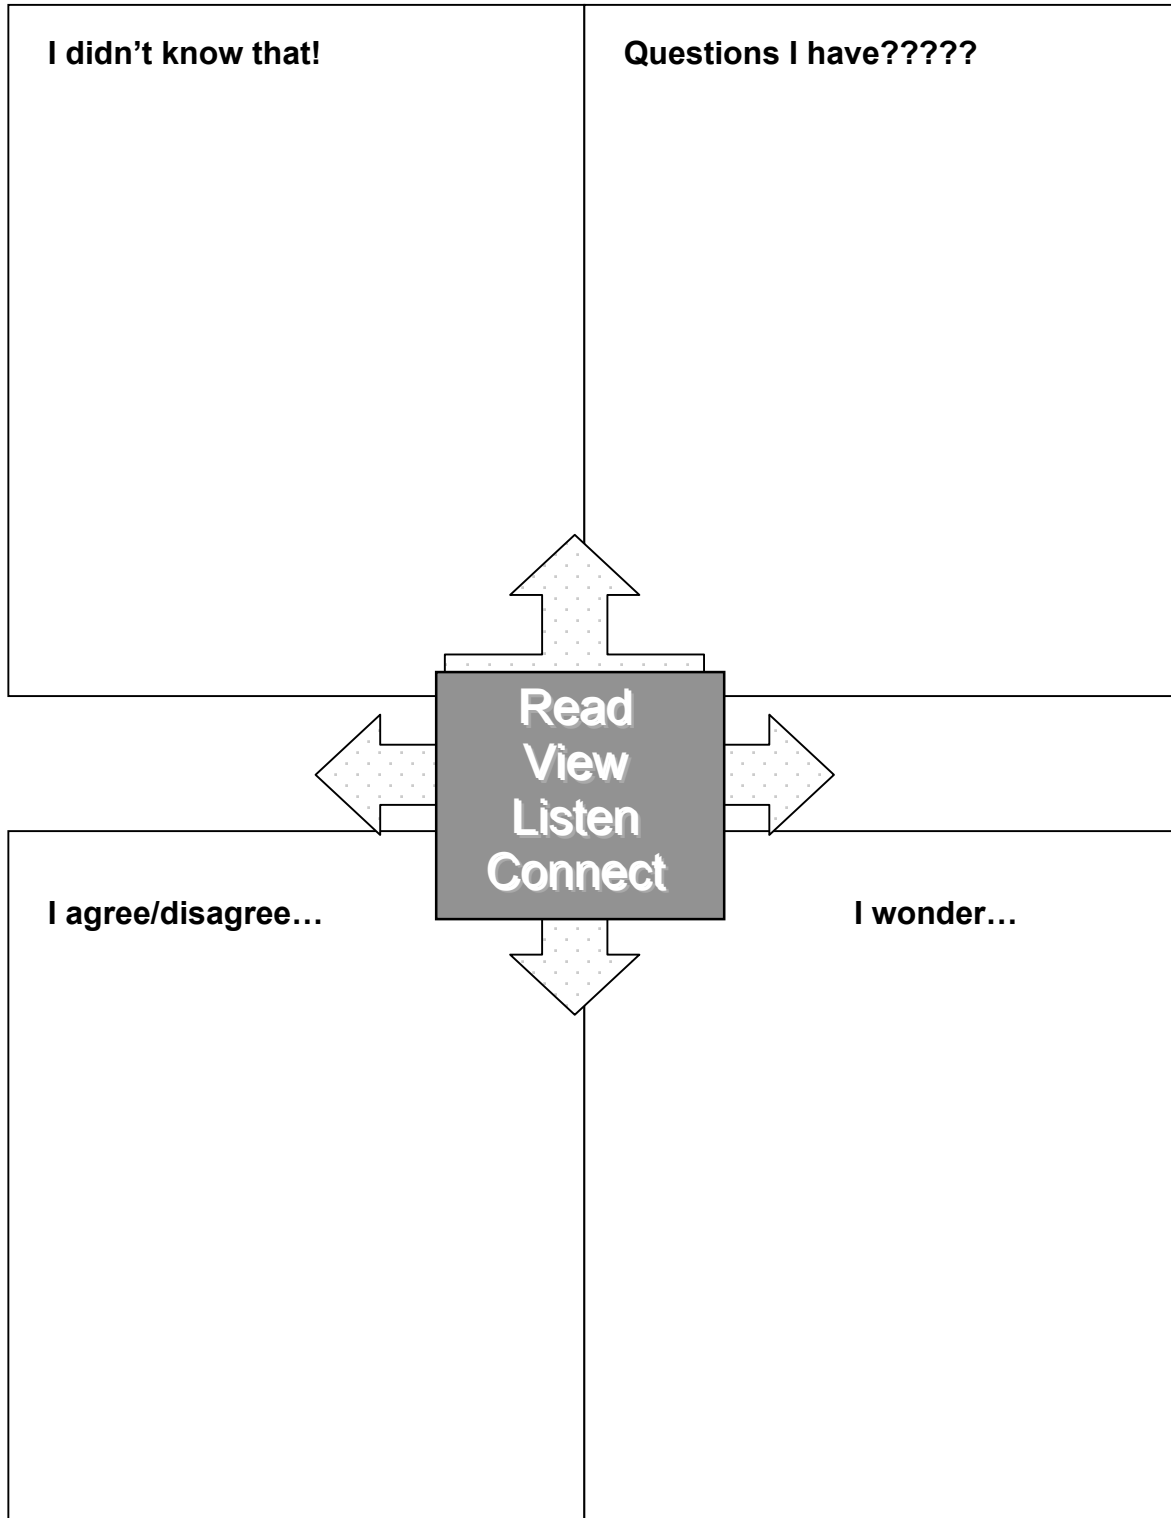 I didn’t know that!
Questions I have?????
Read
View
Listen
Connect
I agree/disagree…
I wonder…